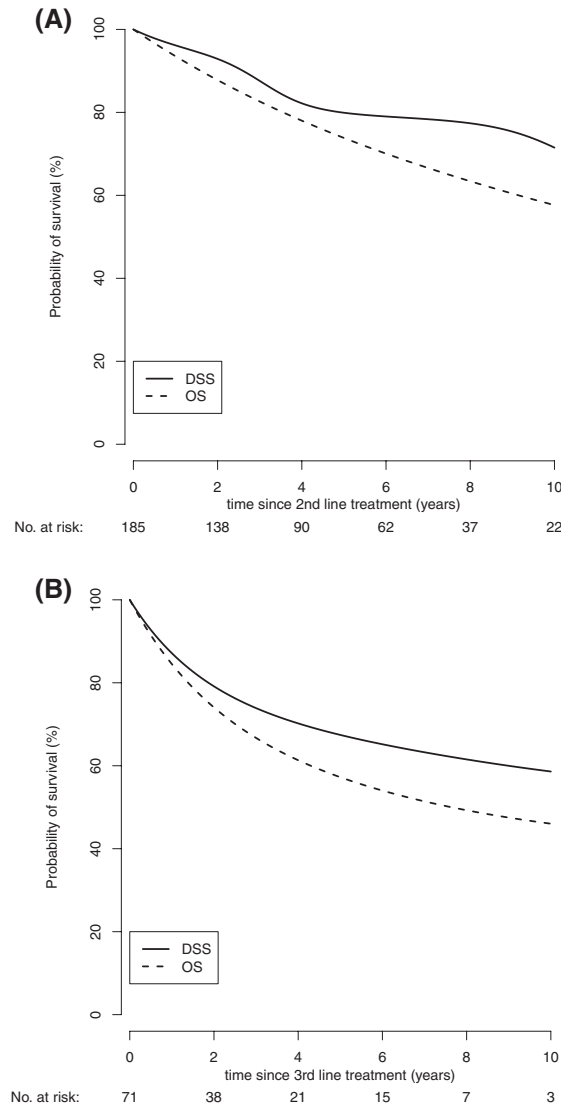 (A)
100
80
60
40
20
0
Probability of survival (%)
DSS
OS
0 2 4 6 8 10
time since 2nd line treatment (years)
No. at risk: 185 138 90 62 37 22
(B)
100
80
60
40
20
0
Probability of survival (%)
DSS
OS
0 2 4 6 8 10
time since 3rd line treatment (years)
No. at risk: 71 38 21 15 7 3